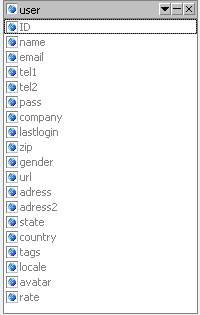 user
ID
name
email
tel1
tel2
pass
company
lastlogin
zip
gender
url
adress
adress2
state
country
tags
locale
avatar
rate